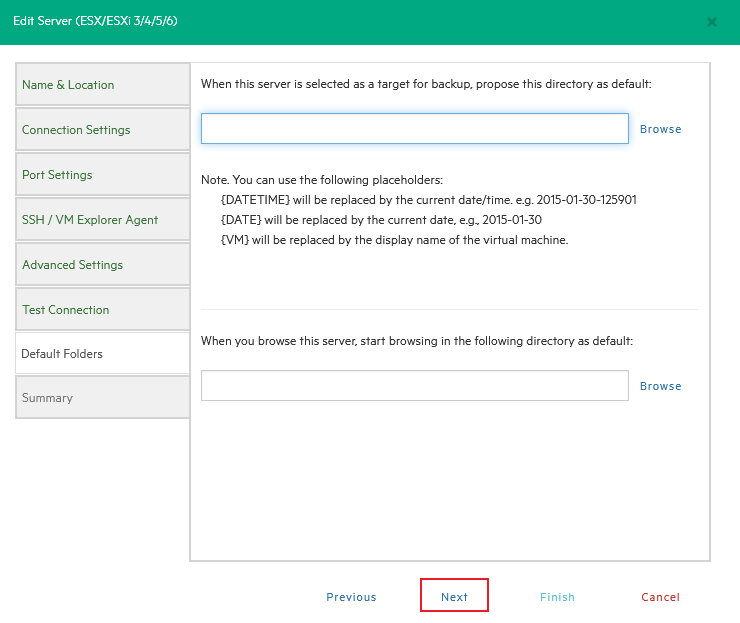 Edit Server (ESX/ESXi 3/4/5/6)
×
Name & Location
Connection Settings
Port Settings
SSH / VM Explorer Agent
Advanced Settings
Test Connection
Default Folders
Summary
When this server is selected as a target for backup, propose this directory as default:
Browse
Note. You can use the following placeholders:
{DATETIME} will be replaced by the current date/time. e.g. 2015-01-30-125901
{DATE} will be replaced by the current date, e.g., 2015-01-30
{VM} will be replaced by the display name of the virtual machine.
When you browse this server, start browsing in the following directory as default:
Browse
Previous
Next
Finish
Cancel